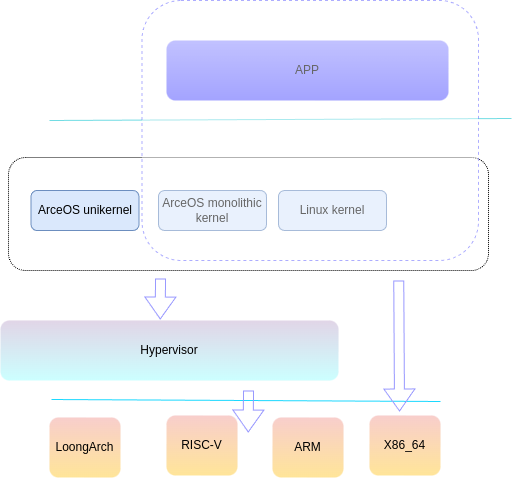 APP
ArceOS unikernel
ArceOS monolithic
kernel
Linux kernel
Hypervisor
LoongArch
RISC-V
ARM
X86_64